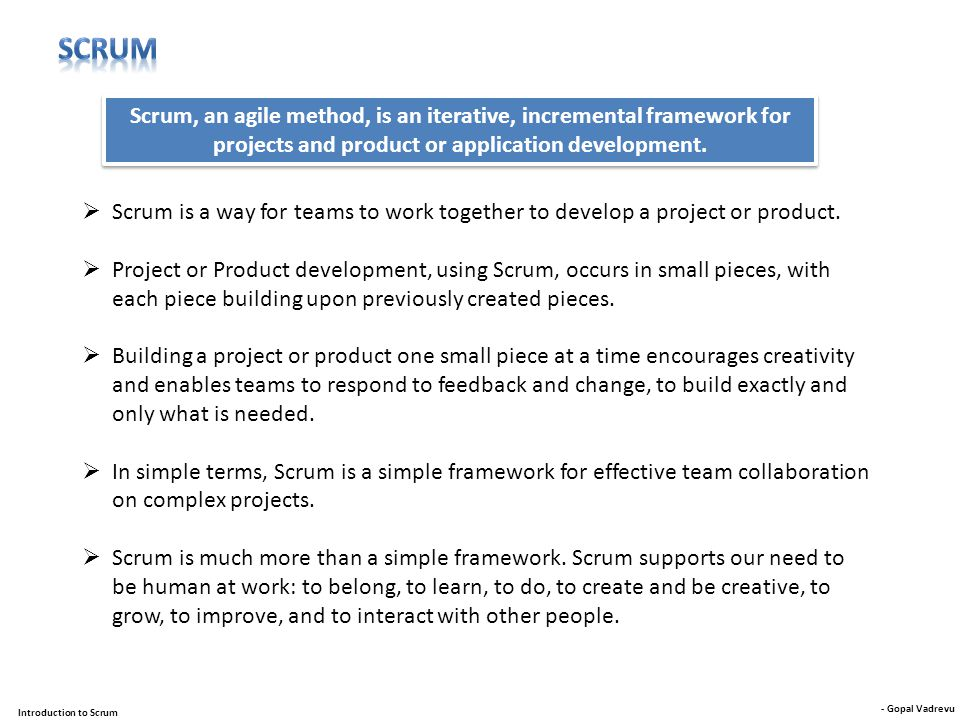 SCRUM
Scrum, an agile method, is an iterative, incremental framework for
projects and product or application development.
➢ Scrum is a way for teams to work together to develop a project or product.
➢ Project or Product development, using Scrum, occurs in small pieces, with
each piece building upon previously created pieces.
➢ Building a project or product one small piece at a time encourages creativity
and enables teams to respond to feedback and change, to build exactly and
only what is needed.
➢ In simple terms, Scrum is a simple framework for effective team collaboration
on complex projects.
➢ Scrum is much more than a simple framework. Scrum supports our need to
be human at work: to belong, to learn, to do, to create and be creative, to
grow, to improve, and to interact with other people.
Introduction to Scrum
- Gopal Vadrevu